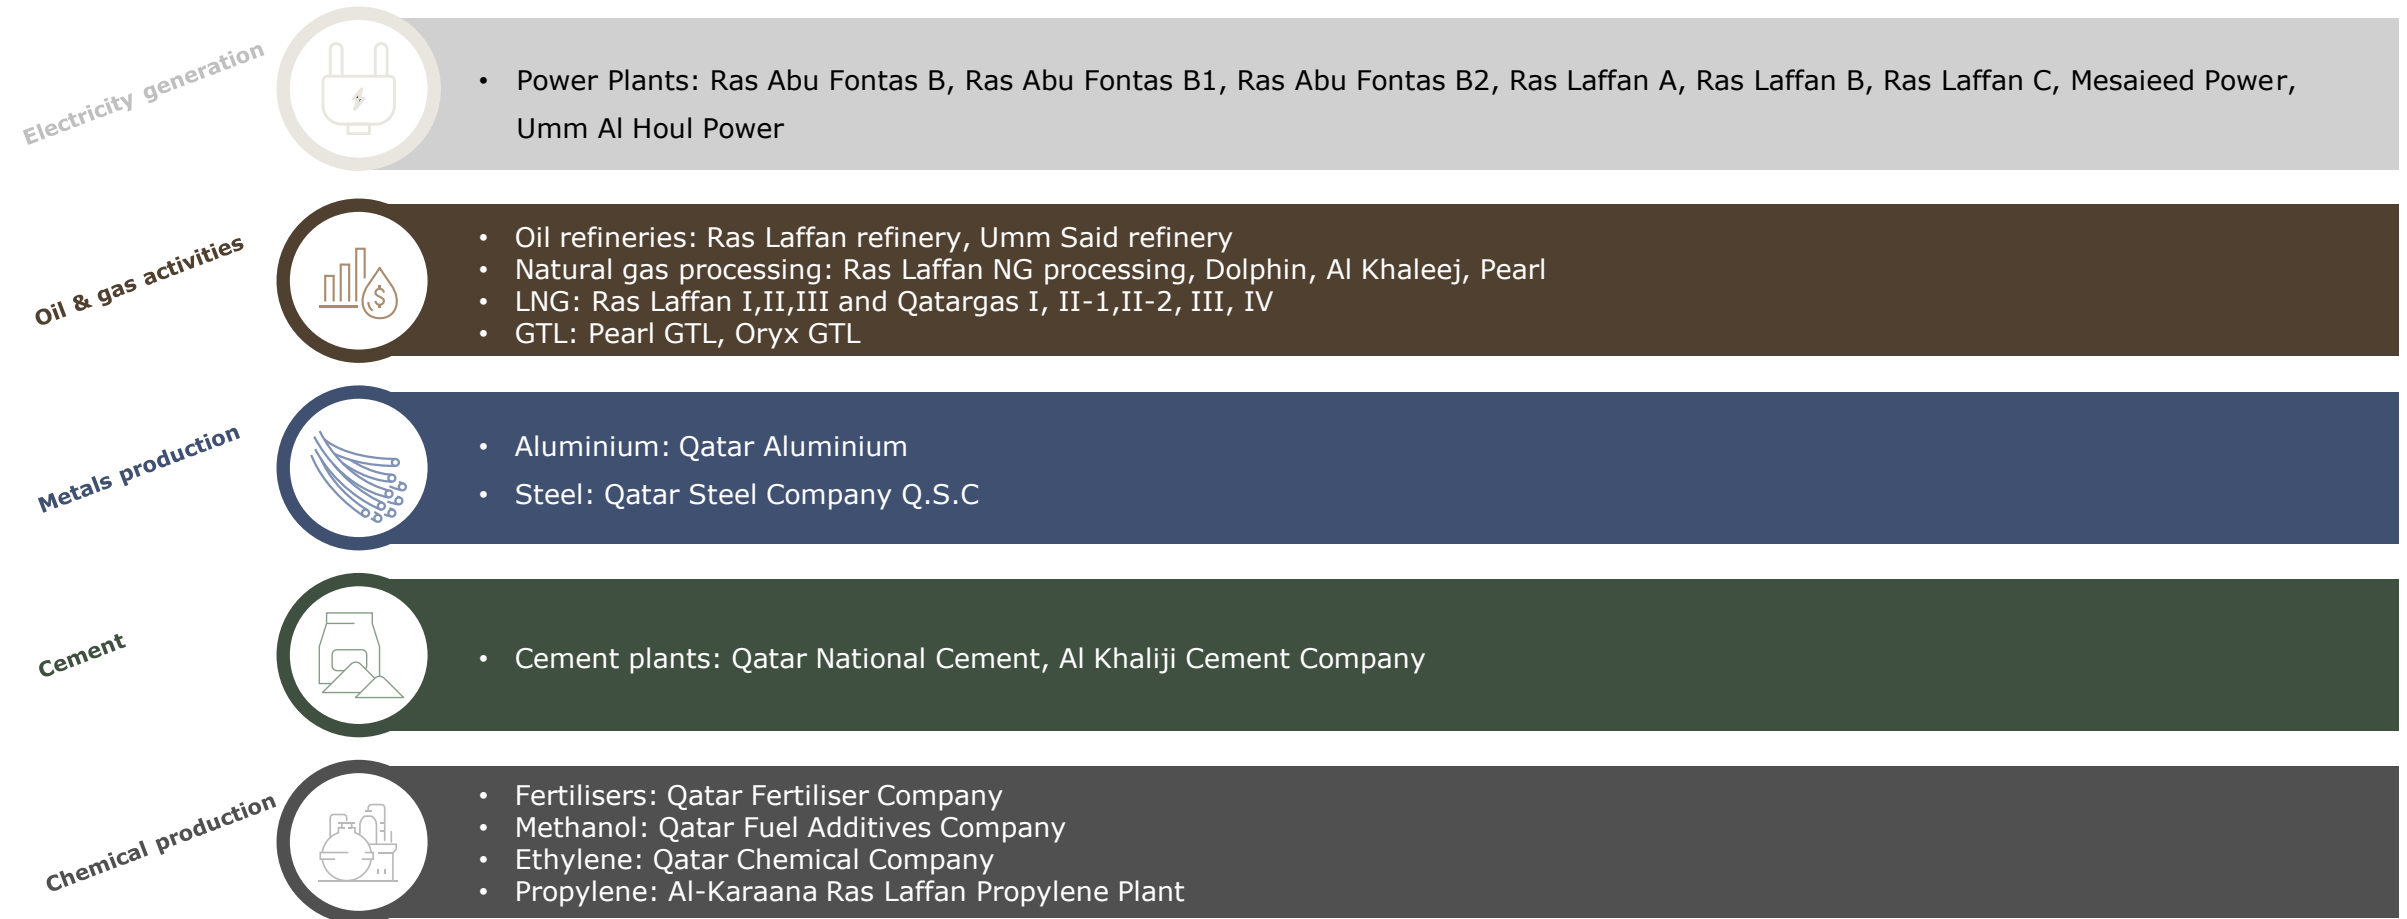 Electricity generation
• Power Plants: Ras Abu Fontas B, Ras Abu Fontas B1, Ras Abu Fontas B2, Ras Laffan A, Ras Laffan B, Ras Laffan C, Mesaieed Power,
Umm Al Houl Power
Oil & gas activities
• Oil refineries: Ras Laffan refinery, Umm Said refinery
• Natural gas processing: Ras Laffan NG processing, Dolphin, Al Khaleej, Pearl
• LNG: Ras Laffan I,II,III and Qatargas I, II-1,II-2, III, IV
• GTL: Pearl GTL, Oryx GTL
Metals production
• Aluminium: Qatar Aluminium
• Steel: Qatar Steel Company Q.S.C
Cement
• Cement plants: Qatar National Cement, Al Khaliji Cement Company
Chemical production
• Fertilisers: Qatar Fertiliser Company
• Methanol: Qatar Fuel Additives Company
• Ethylene: Qatar Chemical Company
• Propylene: Al-Karaana Ras Laffan Propylene Plant